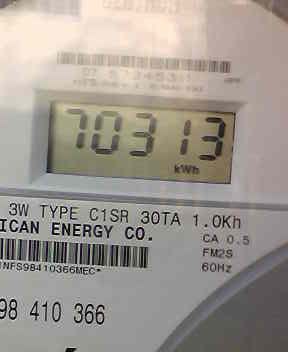 70313
kWh
3W TYPE C1SR 30TA 1.0Kh
ICAN ENERGY CO.
CA 0.5
FM2S
60Hz
NFS98410366MEC*
98 410 366